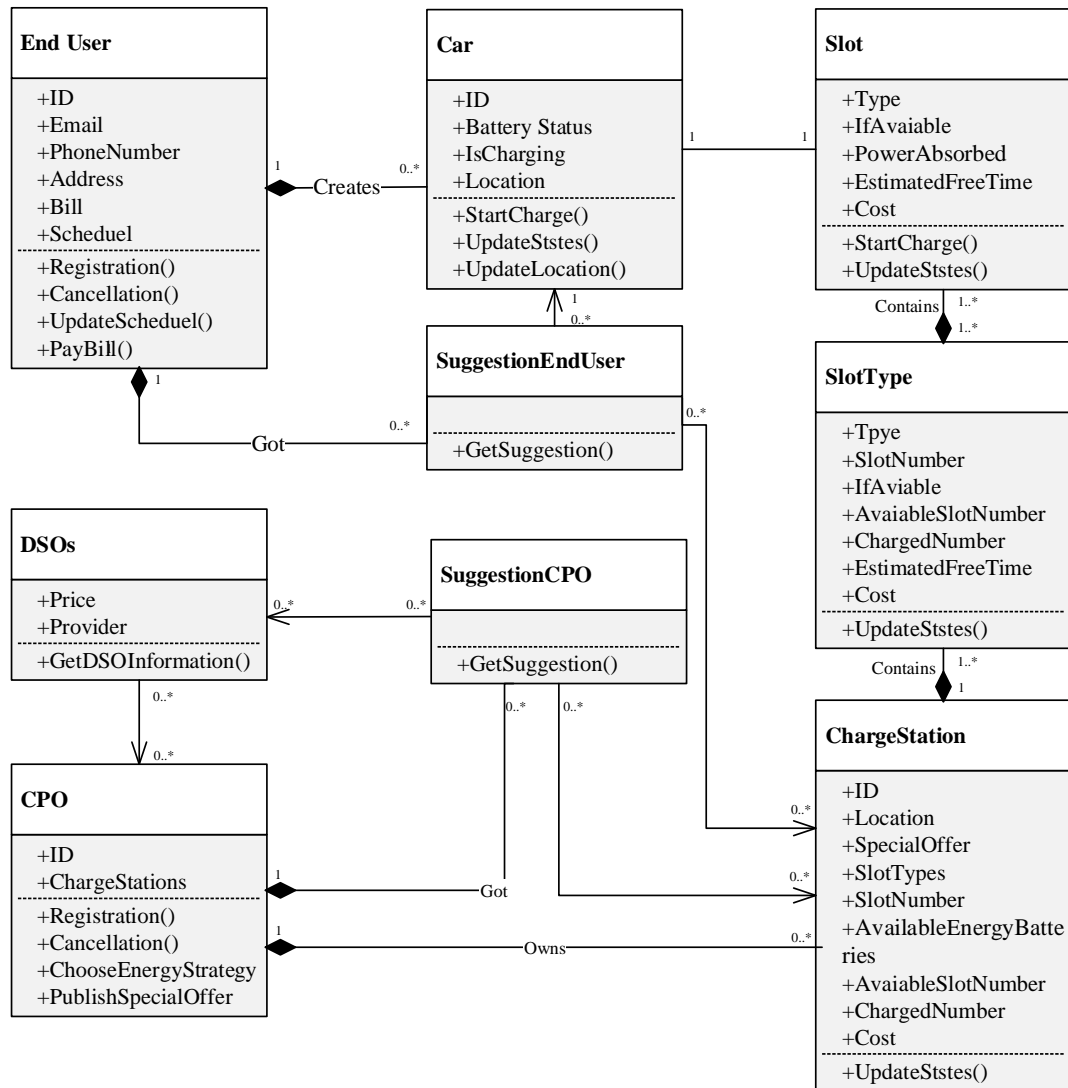 End User
+ID
+Email
+PhoneNumber
+Address
+Bill
+Scheduel
+Registration()
+Cancellation()
+UpdateScheduel()
+PayBill()
1
Creates
0..*
Car
+ID
+Battery Status
+IsCharging
+Location
+StartCharge()
+UpdateStstes()
+UpdateLocation()
1
1
Slot
+Type
+IfAvaiable
+PowerAbsorbed
+EstimatedFreeTime
+Cost
+StartCharge()
+UpdateStstes()
Contains
1..*
1..*
1
0..*
1
Got
0..*
SuggestionEndUser
+GetSuggestion()
0..*
SlotType
+Tpye
+SlotNumber
+IfAviable
+AvaiableSlotNumber
+ChargedNumber
+EstimatedFreeTime
+Cost
+UpdateStstes()
Contains
1..*
1
DSOs
+Price
+Provider
+GetDSOInformation()
0..*
0..*
SuggestionCPO
+GetSuggestion()
0..*
0..*
0..*
0..*
CPO
+ID
+ChargeStations
+Registration()
+Cancellation()
+ChooseEnergyStrategy
+PublishSpecialOffer
1
Got
1
Owns
0..*
0..*
0..*
ChargeStation
+ID
+Location
+SpecialOffer
+SlotTypes
+SlotNumber
+AvailableEnergyBatte
ries
+AvaiableSlotNumber
+ChargedNumber
+Cost
+UpdateStstes()